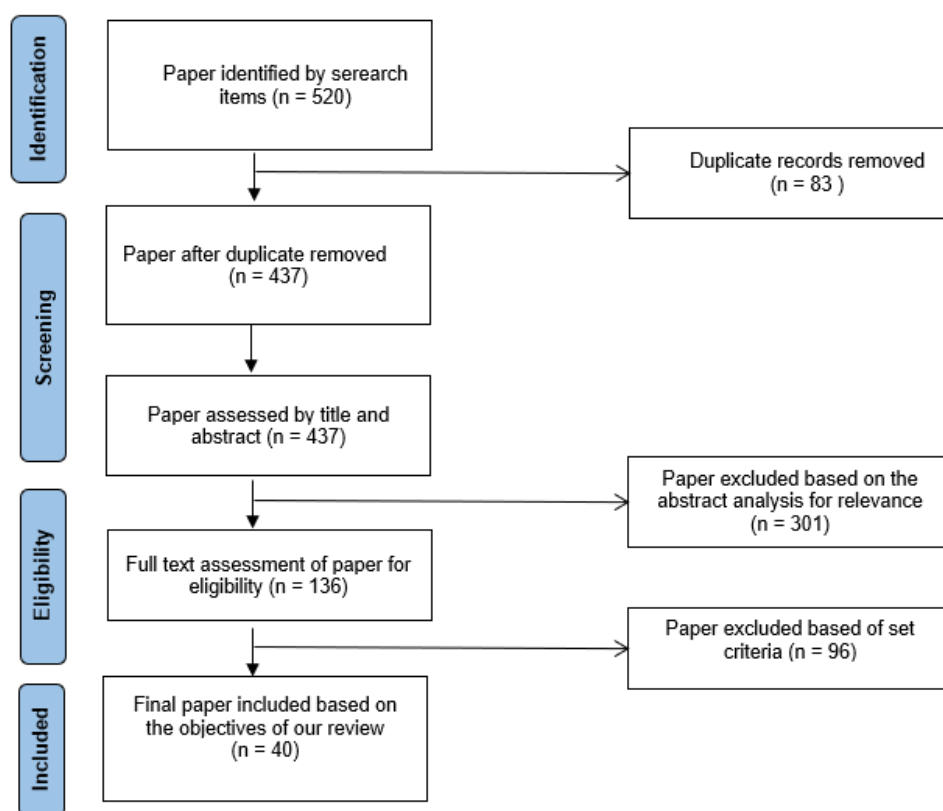 Identification
Paper identified by serearch
items (n = 520)
Duplicate records removed
(n = 83 )
Screening
Paper after duplicate removed
(n = 437)
Paper assessed by title and
abstract (n = 437)
Paper excluded based on the
abstract analysis for relevance
(n = 301)
Eligibility
Full text assessment of paper for
eligibility (n = 136)
Paper excluded based of set
criteria (n = 96)
Included
Final paper included based on
the objectives of our review
(n = 40)